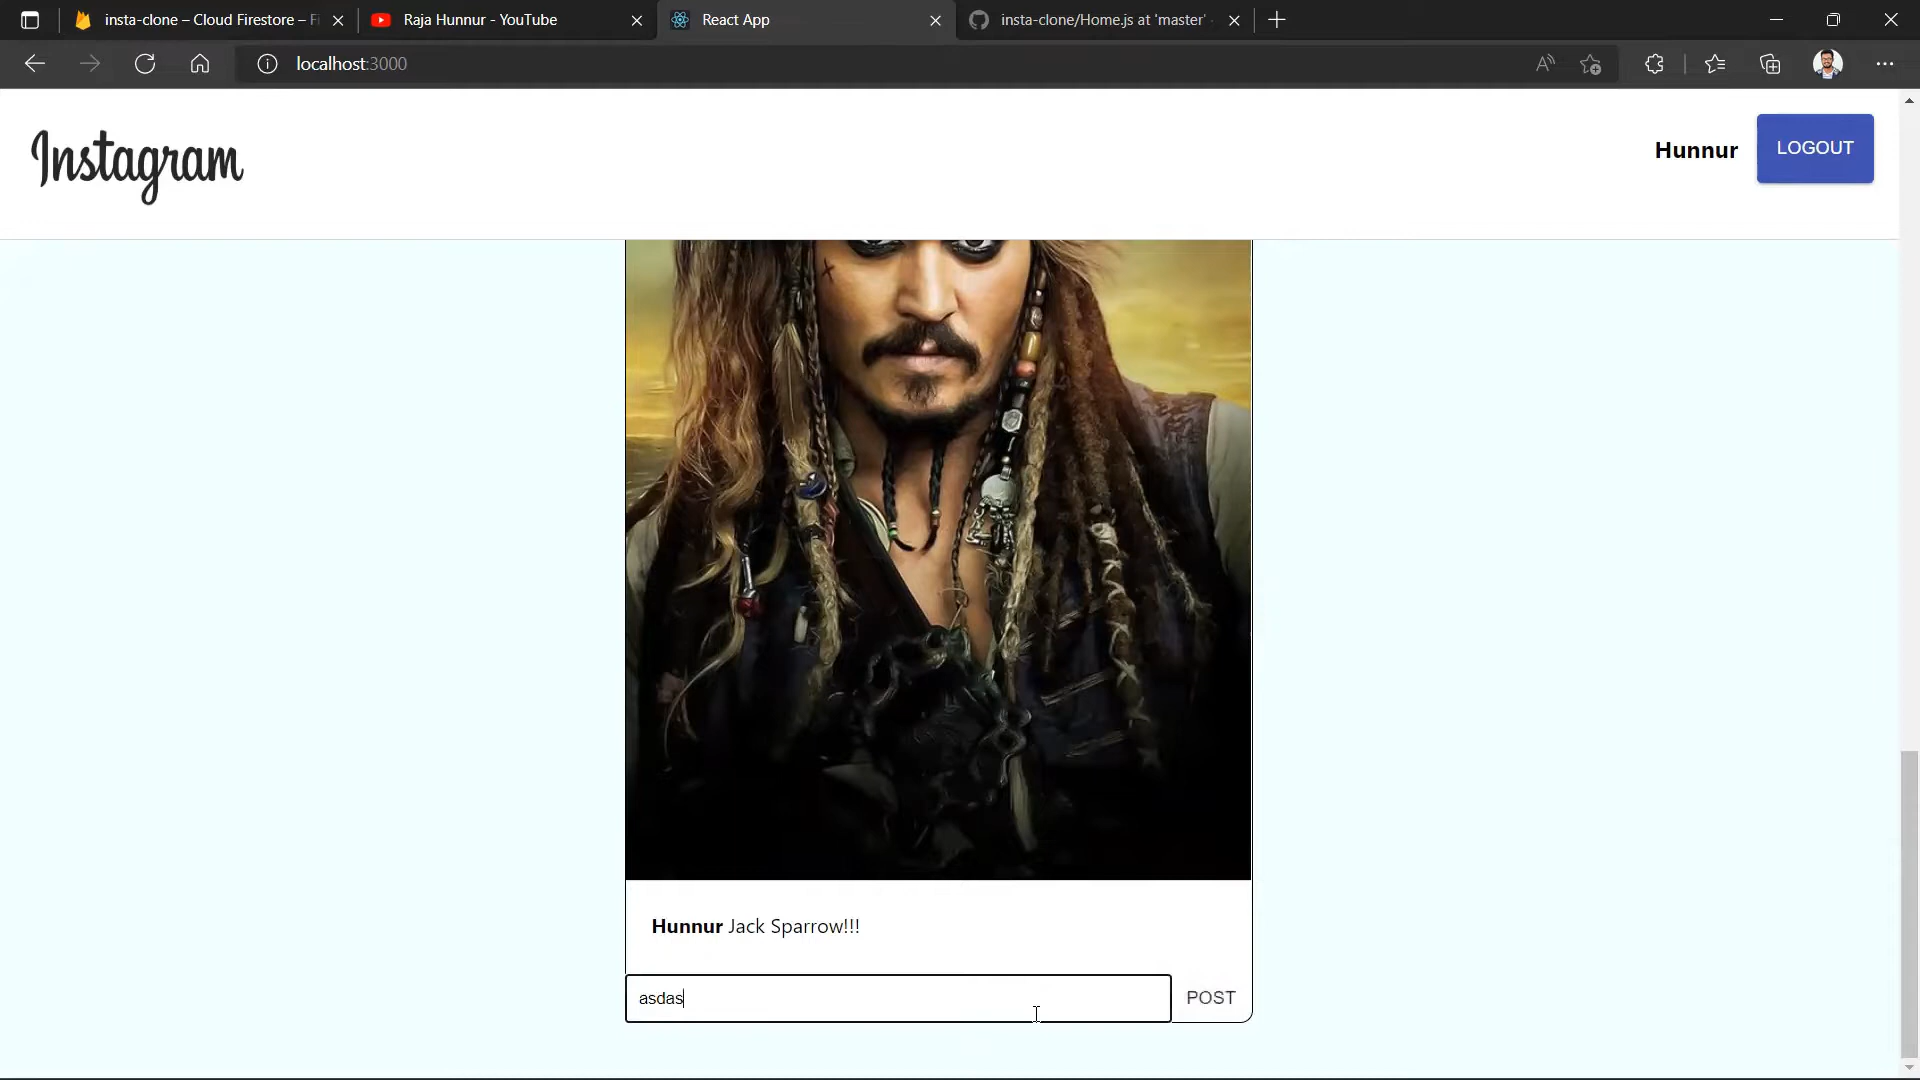 insta-clone – Cloud Firestore – Fi
Raja Hunnur - YouTube
React App
insta-clone/Home.js at 'master' ·
localhost:3000
Instagram
Hunnur
LOGOUT
Hunnur Jack Sparrow!!!
asdas
POST